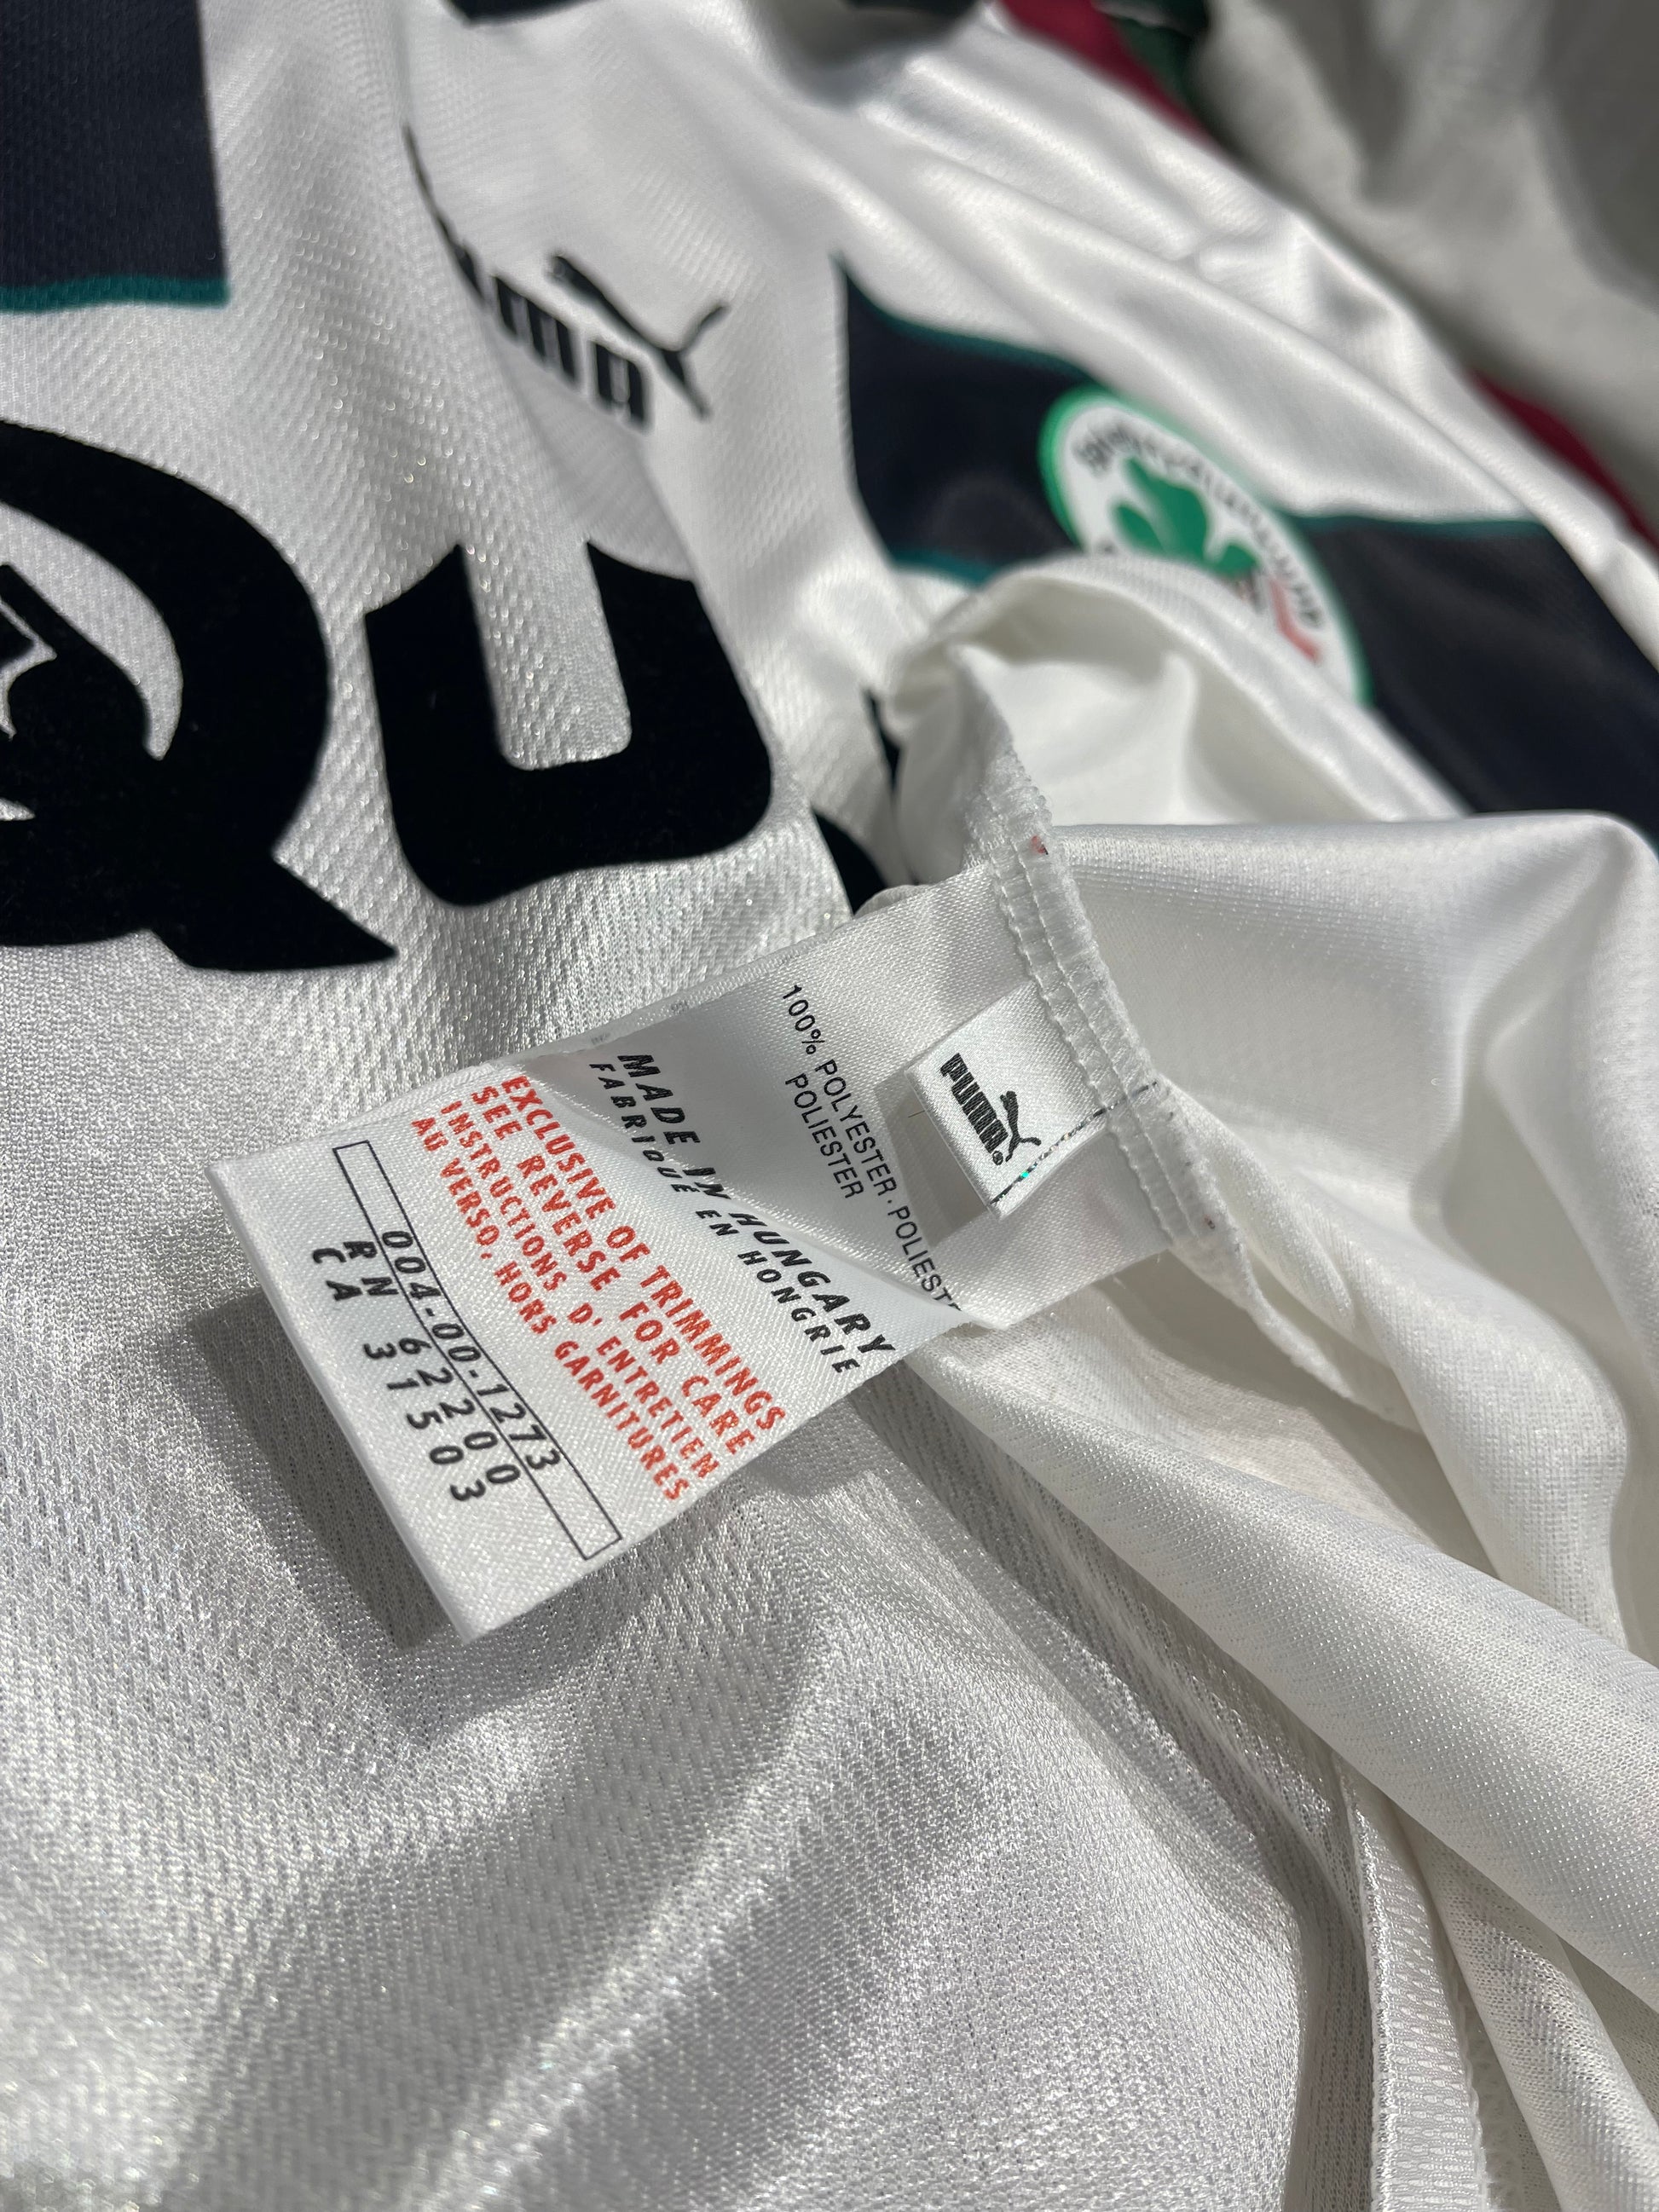 PUMA
QU
PUMA®
100% POLYESTER · POLIEST
POLIESTER
MADE IN HUNGARY
FABRIQUÉ EN HONGRIE
EXCLUSIVE OF TRIMMINGS
SEE REVERSE FOR CARE
INSTRUCTIONS D' ENTRETIEN
AU VERSO, HORS GARNITURES
004-00-1273
RN 62200
CA 31503